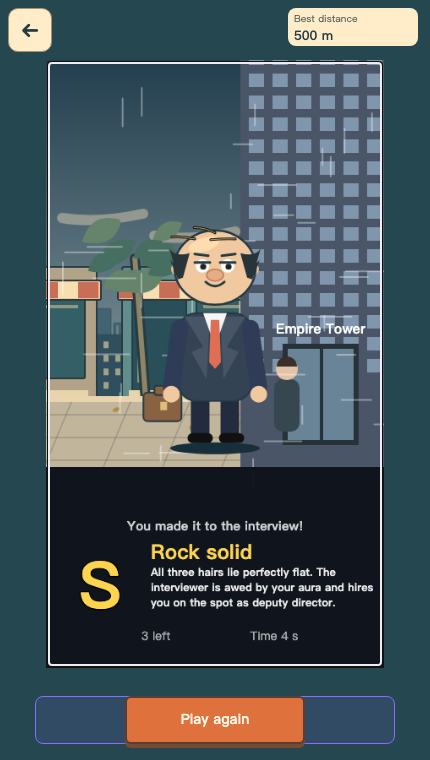 Best distance
500 m
Empire Tower
You made it to the interview!
S
Rock solid
All three hairs lie perfectly flat. The
interviewer is awed by your aura and hires
you on the spot as deputy director.
3 left
Time 4 s
Play again